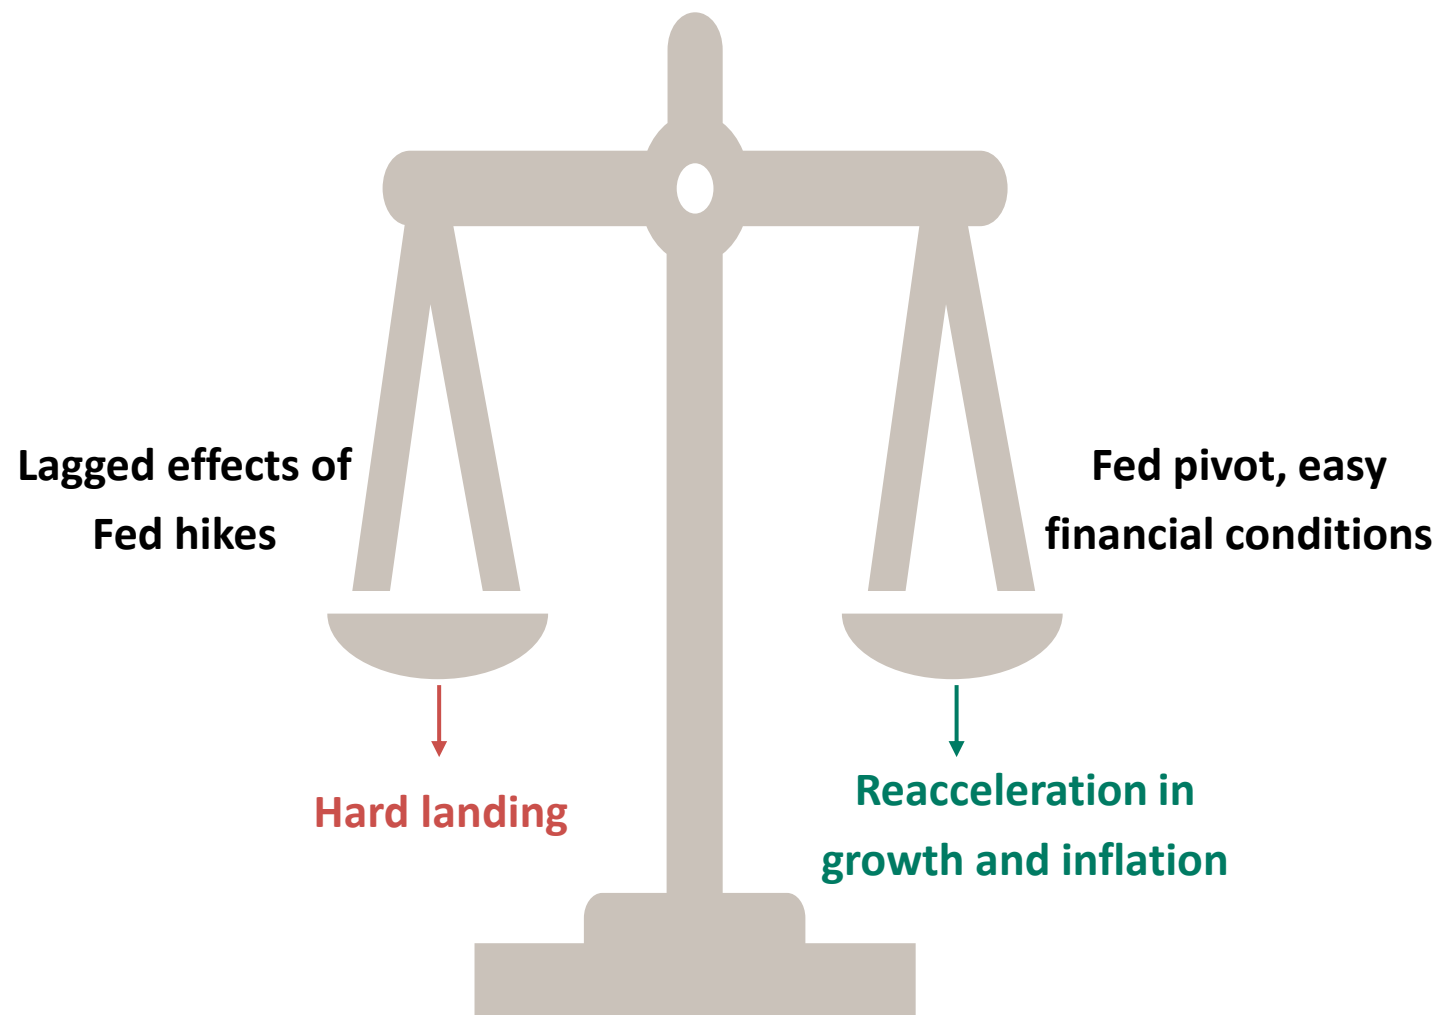 Lagged effects of
Fed hikes
Fed pivot, easy
financial conditions
Hard landing
Reacceleration in
growth and inflation